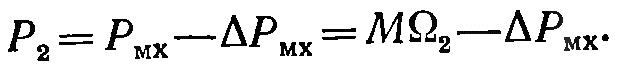 P₂ = Pмх—ΔPмх = MΩ₂—ΔPмх.